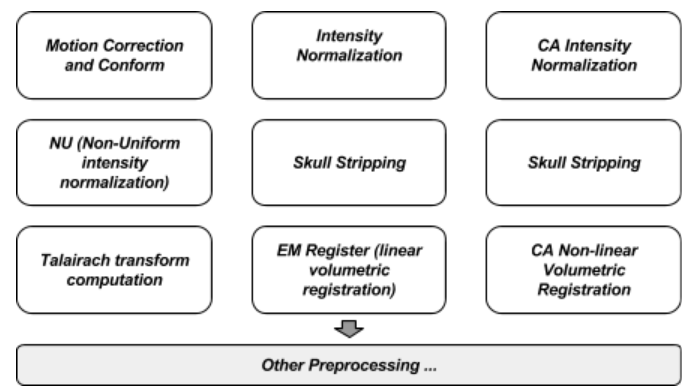 Motion Correction
and Conform
Intensity
Normalization
CA Intensity
Normalization
NU (Non-Uniform
intensity
normalization)
Skull Stripping
Skull Stripping
Talairach transform
computation
EM Register (linear
volumetric
registration)
CA Non-linear
Volumetric
Registration
Other Preprocessing ...